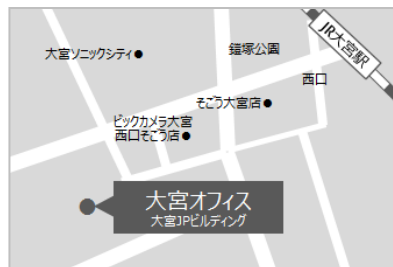 JR大宮駅
大宮ソニックシティ
鐘塚公園
西口
そごう大宮店
ビックカメラ大宮
西口そごう店
大宮オフィス
大宮JPビルディング